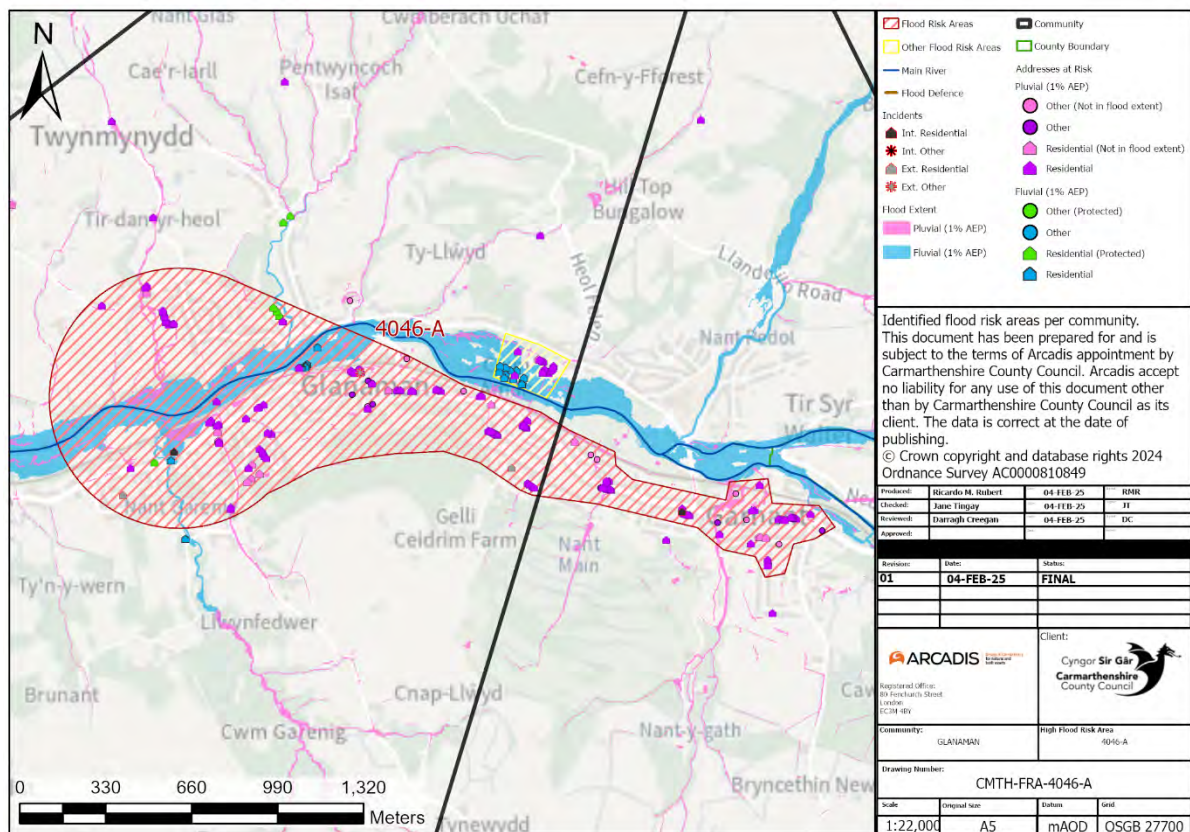 N
Nant Glas
Cwmberach Uchaf
Cae'r-Iarll
Pentwyncoch
Isaf
Cefn-y-Fforest
Twynmynydd
Hill Top
Bungalow
Tir-dan-yr-heol
Ty-Llwyd
Heol Felen
Llandeilo Road
4046-A
Nant Pedol
Glanaman
Tir Syr
Walter
Nant Garenig
Gelli
Ceidrim Farm
Garnant
Nant
Main
Ty'n-y-wern
Llwynfedwer
Brunant
Cnap-Llwyd
Cwm Garenig
Nant-y-gath
Bryncethin New
Tynewydd
0 330 660 990 1,320
Meters
Flood Risk Areas
Other Flood Risk Areas
Main River
Flood Defence
Incidents
Int. Residential
Int. Other
Ext. Residential
Ext. Other
Flood Extent
Pluvial (1% AEP)
Fluvial (1% AEP)
Community
County Boundary
Addresses at Risk
Pluvial (1% AEP)
Other (Not in flood extent)
Other
Residential (Not in flood extent)
Residential
Fluvial (1% AEP)
Other (Protected)
Other
Residential (Protected)
Residential
Identified flood risk areas per community.
This document has been prepared for and is
subject to the terms of Arcadis appointment by
Carmarthenshire County Council. Arcadis accept
no liability for any use of this document other
than by Carmarthenshire County Council as its
client. The data is correct at the date of
publishing.
© Crown copyright and database rights 2024
Ordnance Survey AC0000810849
Produced: Ricardo M. Rubert 04-FEB-25 RMR
Checked: Jane Tingay 04-FEB-25 JT
Reviewed: Darragh Creegan 04-FEB-25 DC
Approved:
Revision: Date: Status:
01 04-FEB-25 FINAL
ARCADIS
Registered Office:
80 Fenchurch Street
London
EC3M 4BY
Client:
Cyngor Sir Gâr
Carmarthenshire
County Council
Community:
GLANAMAN
High Flood Risk Area
4046-A
Drawing Number:
CMTH-FRA-4046-A
Scale Original Size Datum Grid
1:22,000 A5 mAOD OSGB 27700